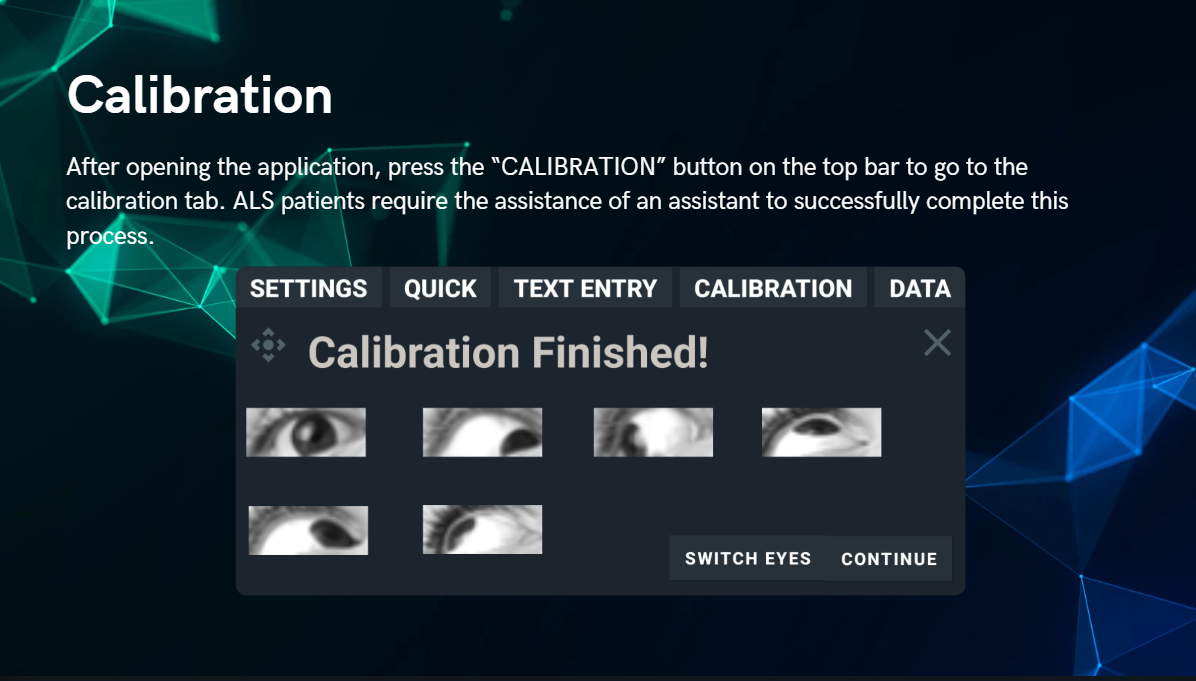 Calibration
After opening the application, press the “CALIBRATION” button on the top bar to go to the
calibration tab. ALS patients require the assistance of an assistant to successfully complete this
process.
SETTINGS QUICK TEXT ENTRY CALIBRATION DATA
Calibration Finished!
SWITCH EYES CONTINUE